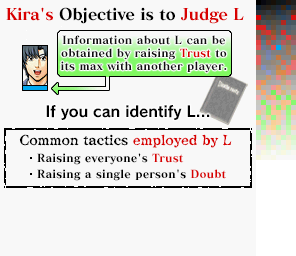 Kira's Objective is to Judge L
Information about L can be
obtained by raising Trust to
its max with another player.
If you can identify L...
Common tactics employed by L
・Raising everyone's Trust
・Raising a single person's Doubt